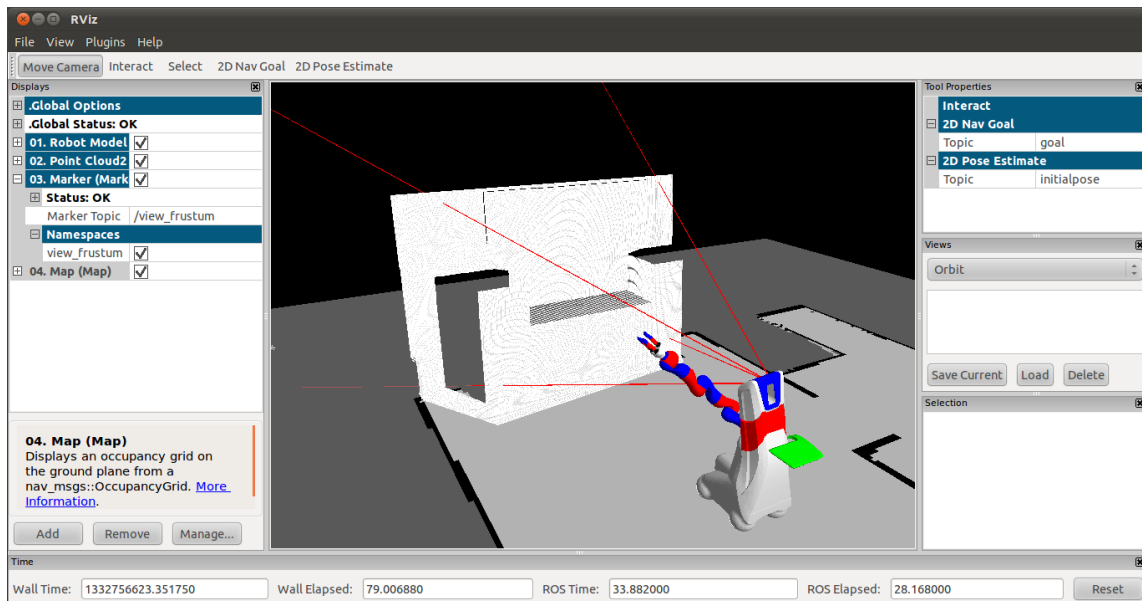 RViz
File View Plugins Help
Move Camera Interact Select 2D Nav Goal 2D Pose Estimate
Displays
.Global Options
.Global Status: OK
01. Robot Model
02. Point Cloud2
03. Marker (Mark
Status: OK
Marker Topic /view_frustum
Namespaces
view_frustum
04. Map (Map)
04. Map (Map)
Displays an occupancy grid on
the ground plane from a
nav_msgs::OccupancyGrid. More
Information.
Add Remove Manage...
Tool Properties
Interact
2D Nav Goal
Topic goal
2D Pose Estimate
Topic initialpose
Views
Orbit
Save Current Load Delete
Selection
Time
Wall Time: 1332756623.351750 Wall Elapsed: 79.006880 ROS Time: 33.882000 ROS Elapsed: 28.168000 Reset